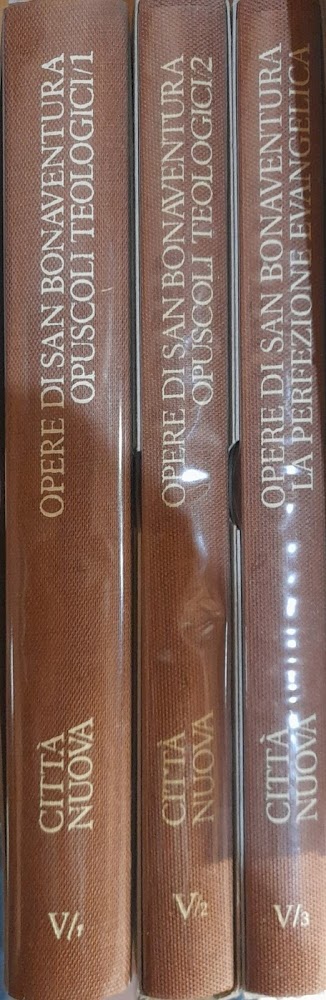 OPERE DI SAN BONAVENTURA
OPUSCOLI TEOLOGICI/1
CITTÀ
NUOVA
V/1
OPERE DI SAN BONAVENTURA
OPUSCOLI TEOLOGICI/2
CITTÀ
NUOVA
V/2
OPERE DI SAN BONAVENTURA
LA PERFEZIONE EVANGELICA
CITTÀ
NUOVA
V/3